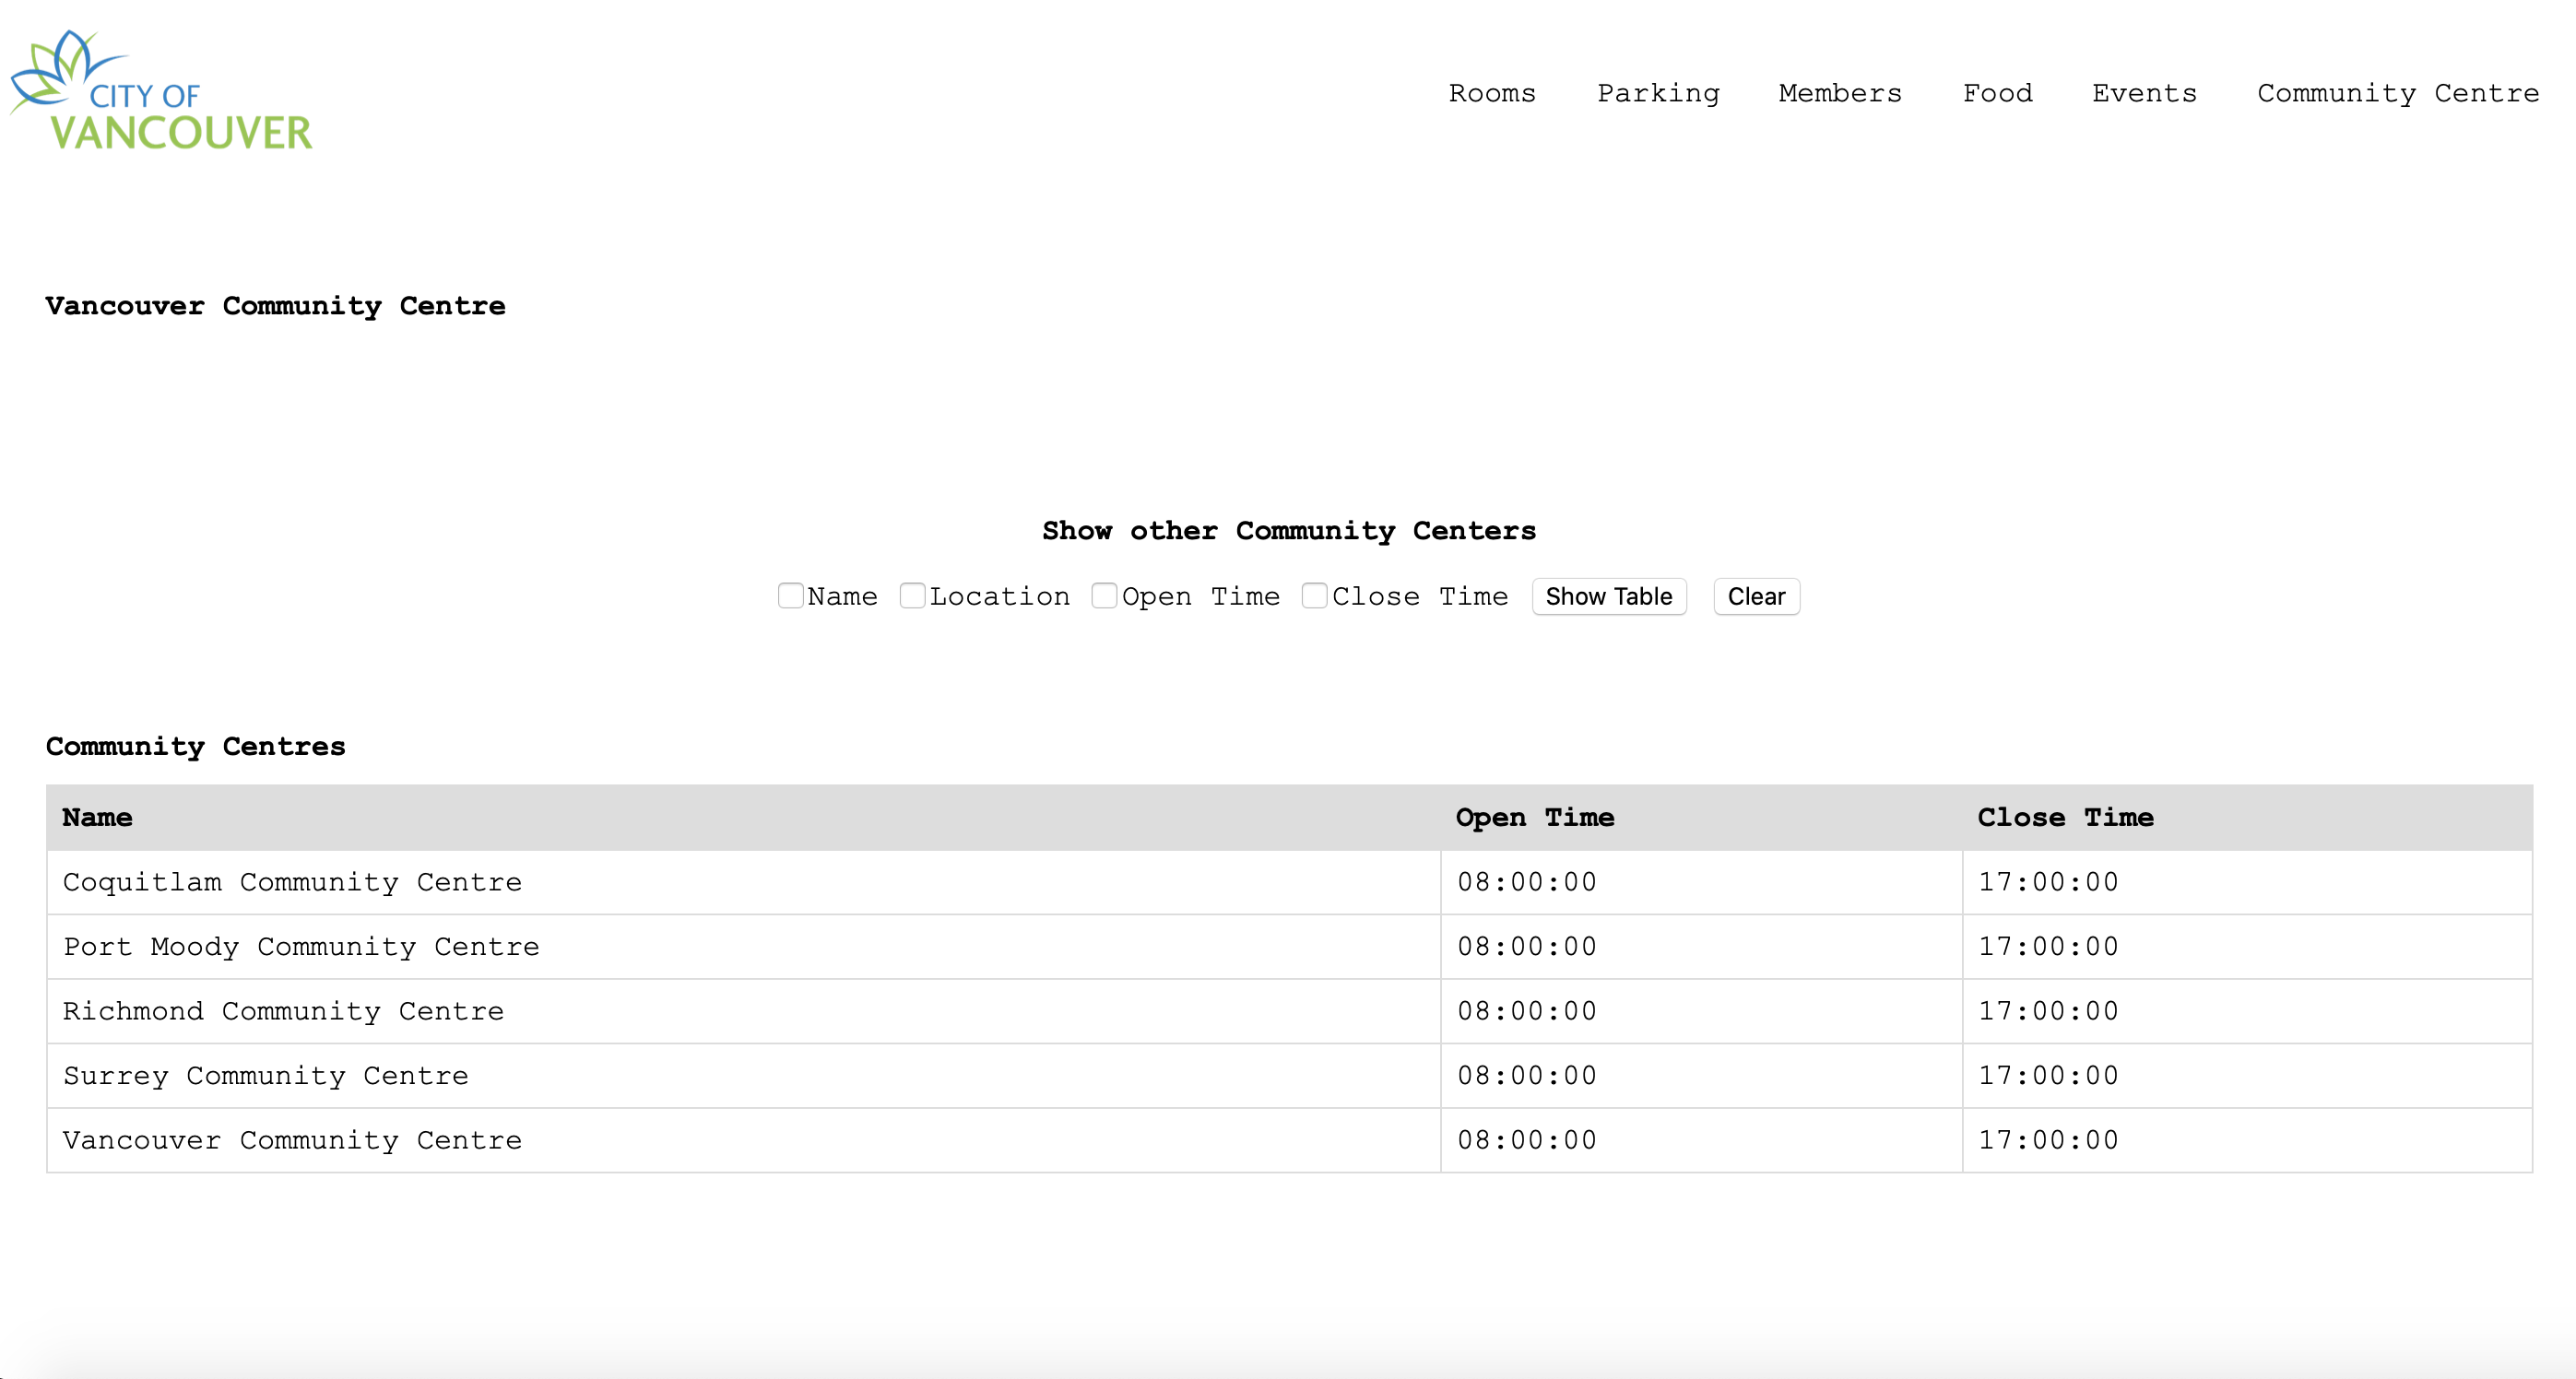 CITY OF
VANCOUVER
Rooms Parking Members Food Events Community Centre
Vancouver Community Centre
Show other Community Centers
Name Location Open Time Close Time Show Table Clear
Community Centres
Name Open Time Close Time
Coquitlam Community Centre 08:00:00 17:00:00
Port Moody Community Centre 08:00:00 17:00:00
Richmond Community Centre 08:00:00 17:00:00
Surrey Community Centre 08:00:00 17:00:00
Vancouver Community Centre 08:00:00 17:00:00